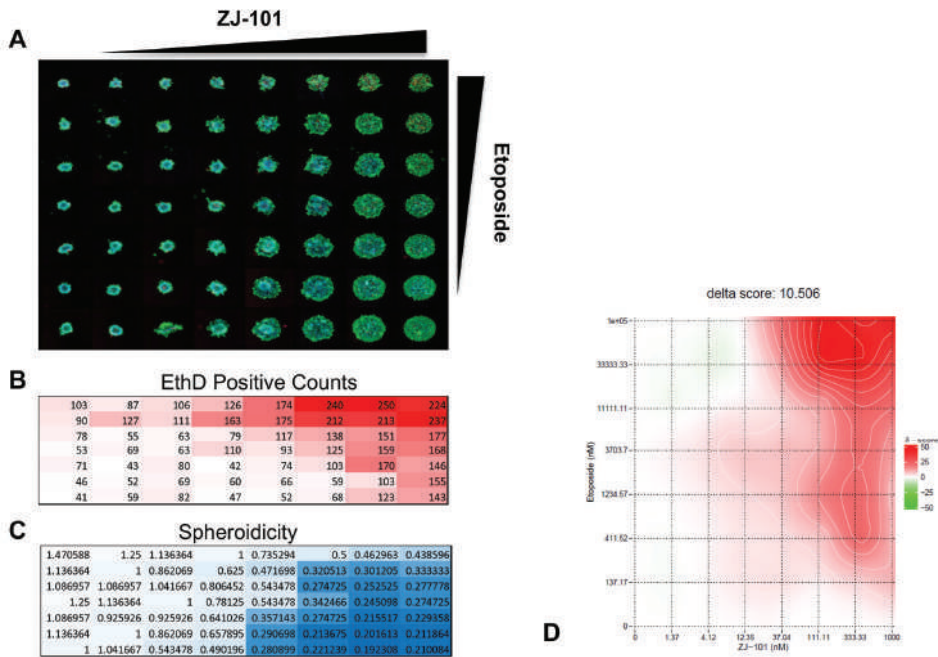 ZJ-101
A
Etoposide
B
EthD Positive Counts
103 87 106 126 174 240 250 224
90 127 111 163 175 212 213 237
78 55 63 79 117 138 151 177
53 69 63 110 93 125 159 168
71 43 80 42 74 103 170 146
46 52 69 60 66 59 103 155
41 59 82 47 52 68 123 143
C
Spheroidicity
1.470588 1.25 1.136364 1 0.735294 0.5 0.462963 0.438596
1.136364 1 0.862069 0.625 0.471698 0.320513 0.301205 0.333333
1.086957 1.086957 1.041667 0.806452 0.543478 0.274725 0.252525 0.277778
1.25 1.136364 1 0.78125 0.543478 0.342466 0.245098 0.274725
1.086957 0.925926 0.925926 0.641026 0.357143 0.274725 0.215517 0.229358
1.136364 1 0.862069 0.657895 0.290698 0.213675 0.201613 0.211864
1 1.041667 0.543478 0.490196 0.280899 0.221239 0.192308 0.210084
delta score: 10.506
1e+05
33333.33
11111.11
3703.7
1234.57
411.52
137.17
0
Etoposide (nM)
0 1.37 4.12 12.35 37.04 111.11 333.33 1000
ZJ-101 (nM)
δ - score
50
25
0
−25
−50
D